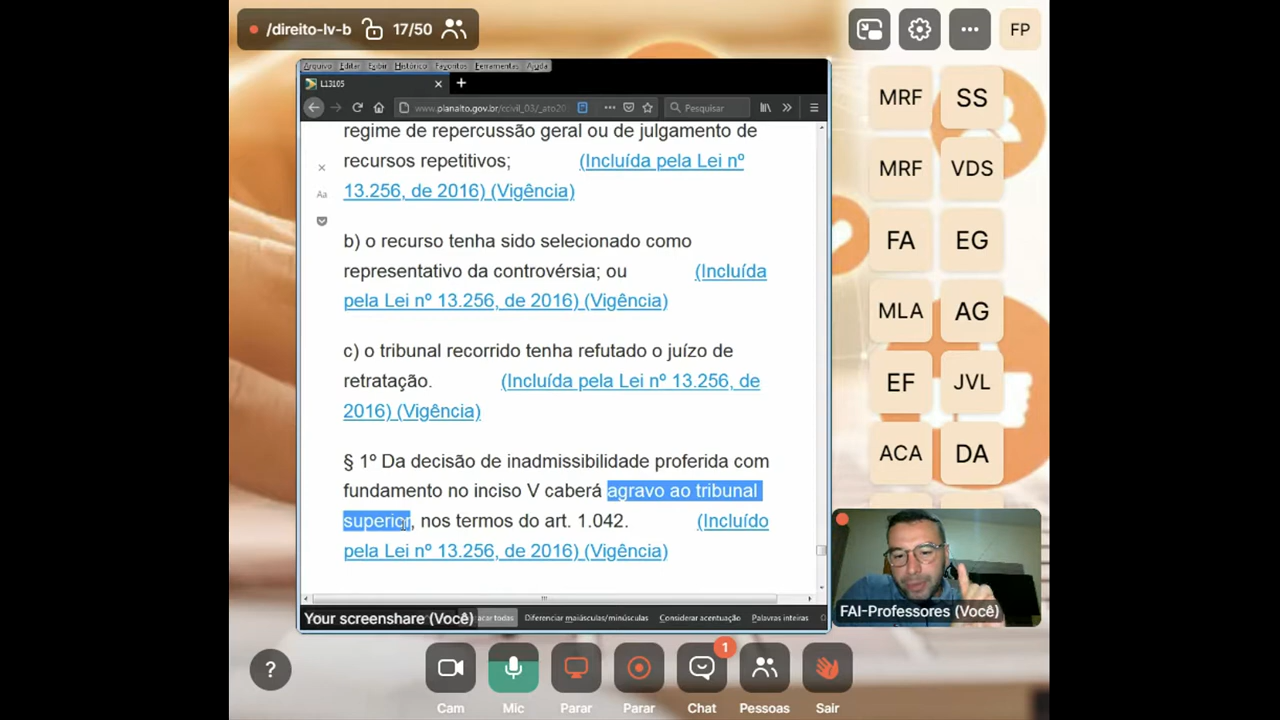 /direito-lv-b 17/50 FP
Arquivo Editar Exibir Histórico Favoritos Ferramentas Ajuda
L13105
www.planalto.gov.br/ccivil_03/_ato20 Pesquisar
regime de repercussão geral ou de julgamento de
recursos repetitivos; (Incluída pela Lei nº
13.256, de 2016) (Vigência)
Aa
b) o recurso tenha sido selecionado como
representativo da controvérsia; ou (Incluída
pela Lei nº 13.256, de 2016) (Vigência)
c) o tribunal recorrido tenha refutado o juízo de
retratação. (Incluída pela Lei nº 13.256, de
2016) (Vigência)
§ 1º Da decisão de inadmissibilidade proferida com
fundamento no inciso V caberá agravo ao tribunal
superior, nos termos do art. 1.042. (Incluído
pela Lei nº 13.256, de 2016) (Vigência)
Your screenshare (Você) acar todas Diferenciar maiúsculas/minúsculas Considerar acentuação Palavras inteiras
MRF SS
MRF VDS
FA EG
MLA AG
EF JVL
ACA DA
FAI-Professores (Você)
1
?
Cam Mic Parar Parar Chat Pessoas Sair